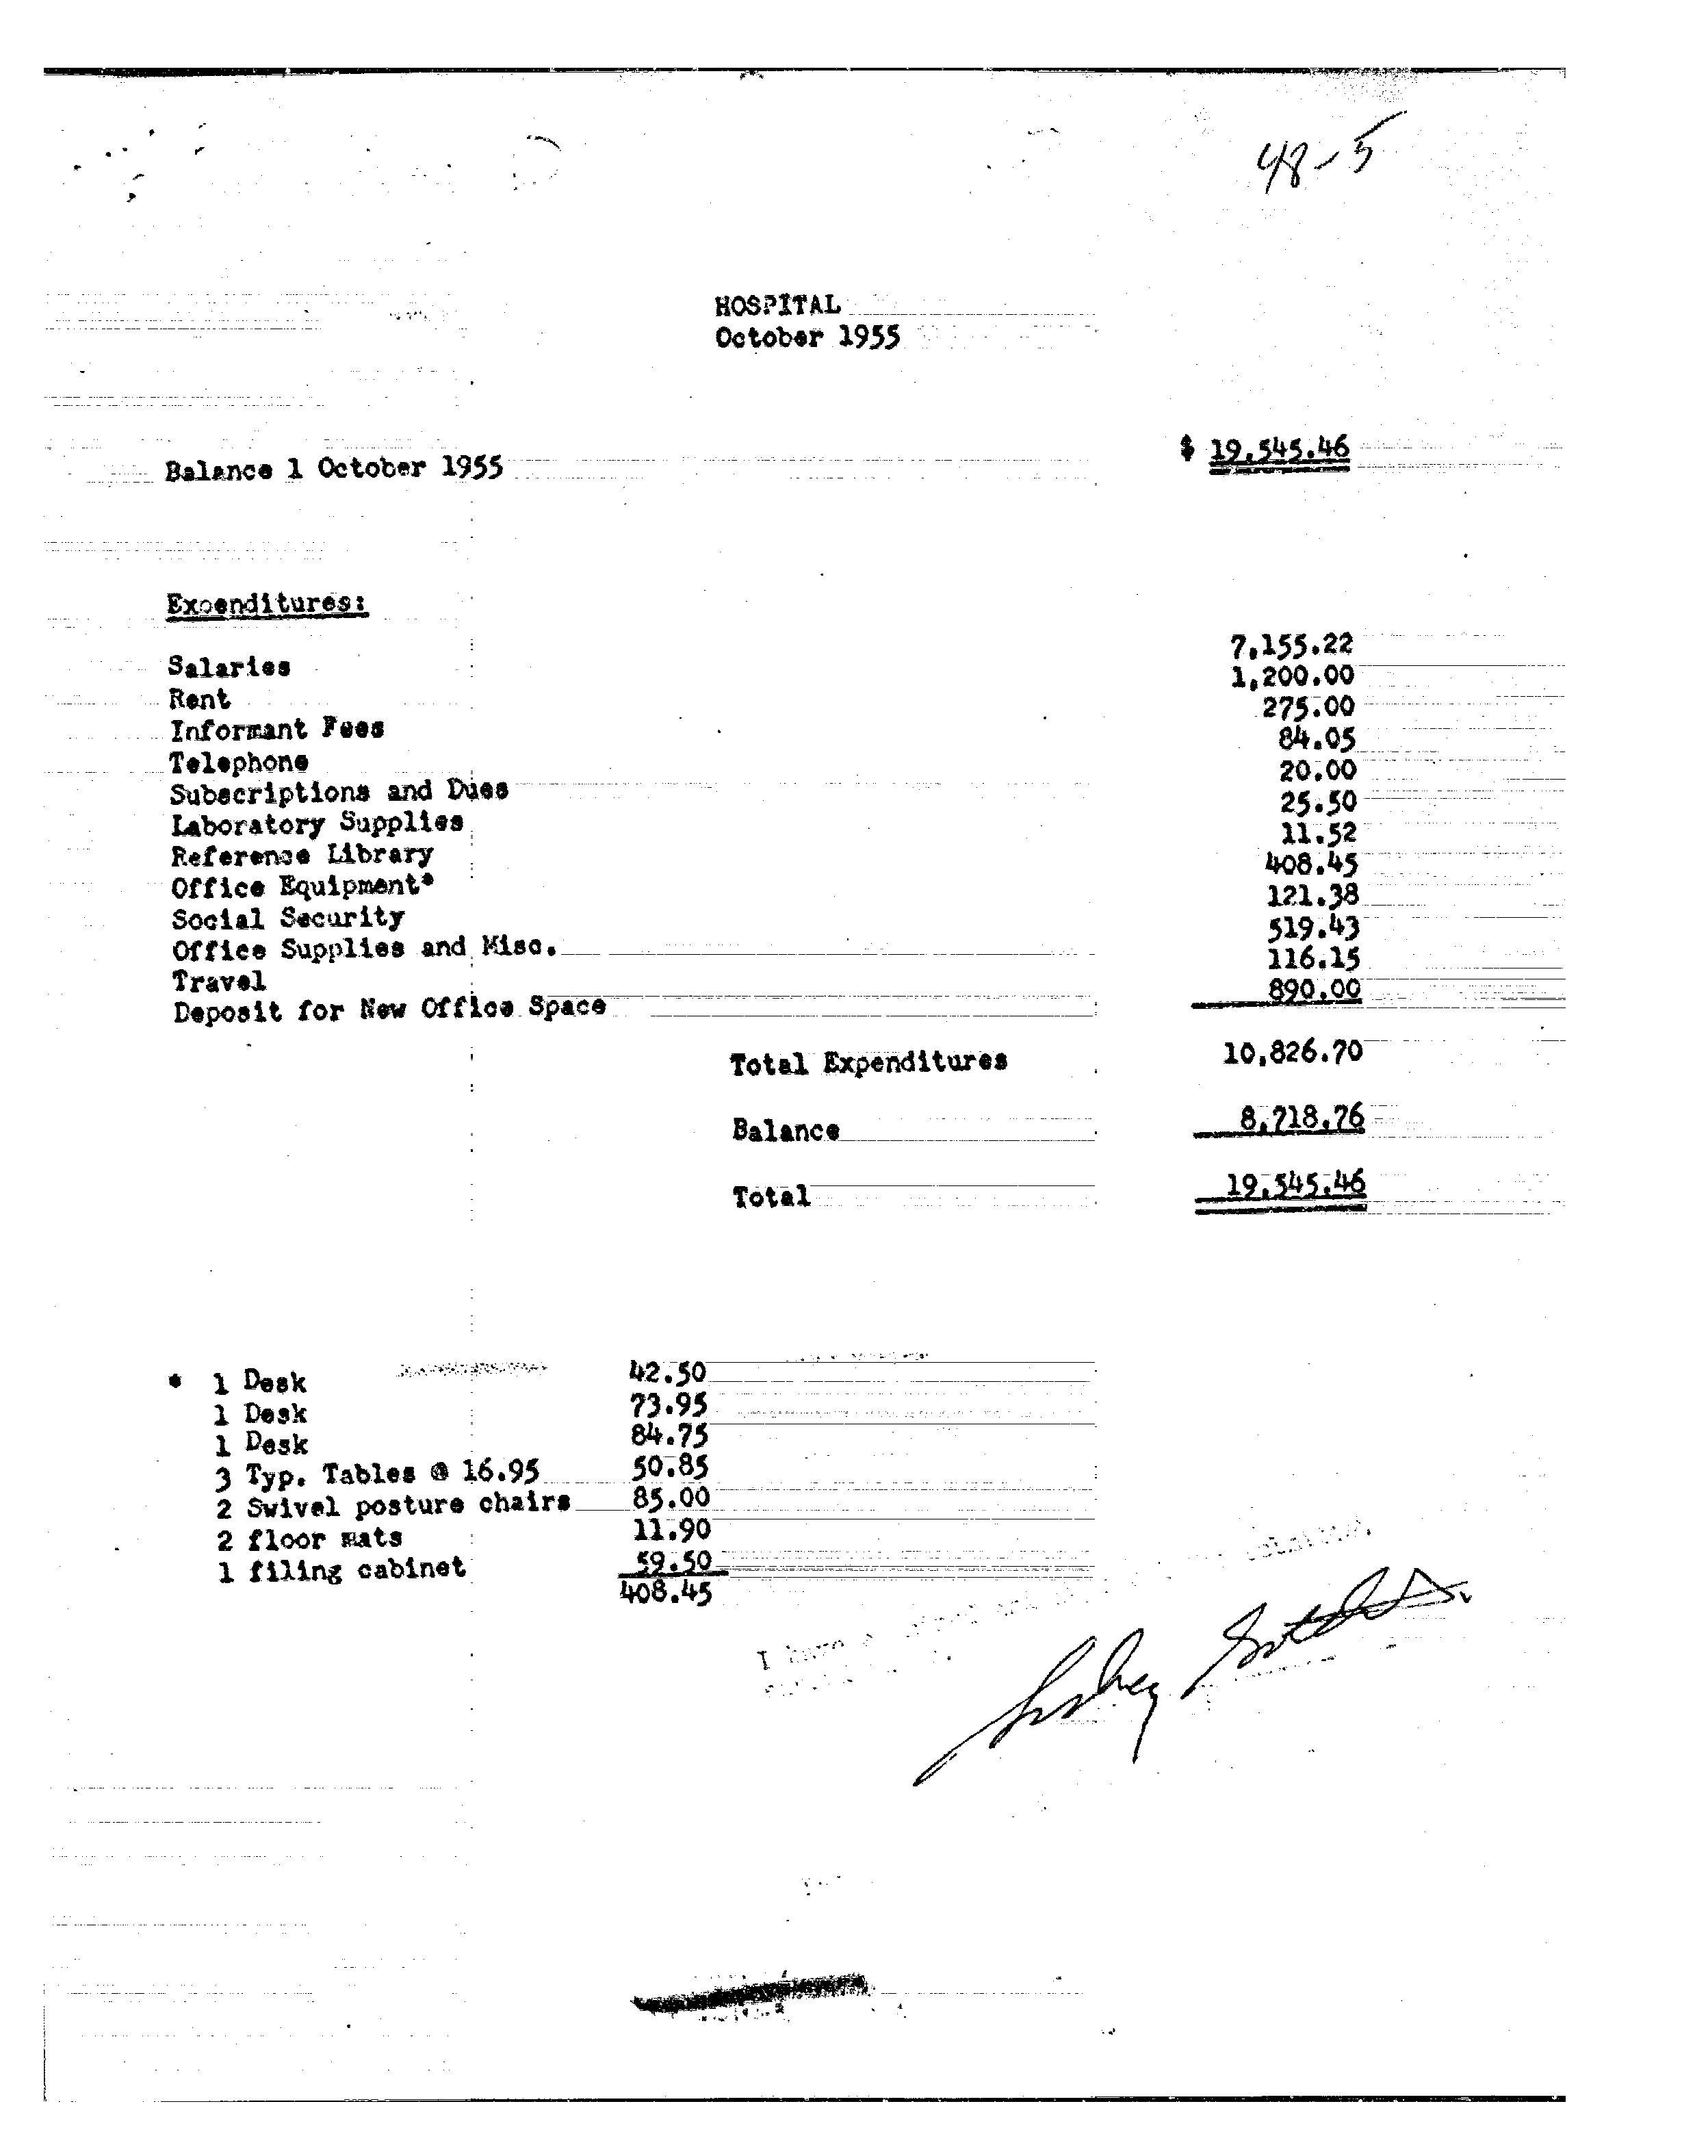 48-5
HOSPITAL
October 1955
Balance 1 October 1955 $ 19,545.46
Expenditures:
Salaries 7,155.22
Rent 1,200.00
Informant Fees 275.00
Telephone 84.05
Subscriptions and Dues 20.00
Laboratory Supplies 25.50
Reference Library 11.52
Office Equipment* 408.45
Social Security 121.38
Office Supplies and Misc. 519.43
Travel 116.15
Deposit for New Office Space 890.00
Total Expenditures 10,826.70
Balance 8,718.76
Total 19,545.46
* 1 Desk 42.50
1 Desk 73.95
1 Desk 84.75
3 Typ. Tables @ 16.95 50.85
2 Swivel posture chairs 85.00
2 floor mats 11.90
1 filing cabinet 59.50
408.45